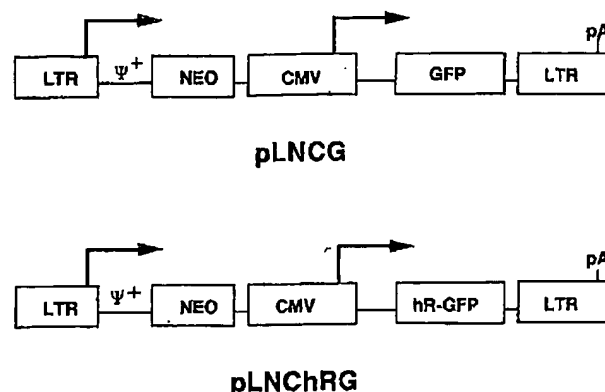 pA
LTR Ψ+ NEO CMV GFP LTR
pLNCG
pA
LTR Ψ+ NEO CMV hR-GFP LTR
pLNChRG